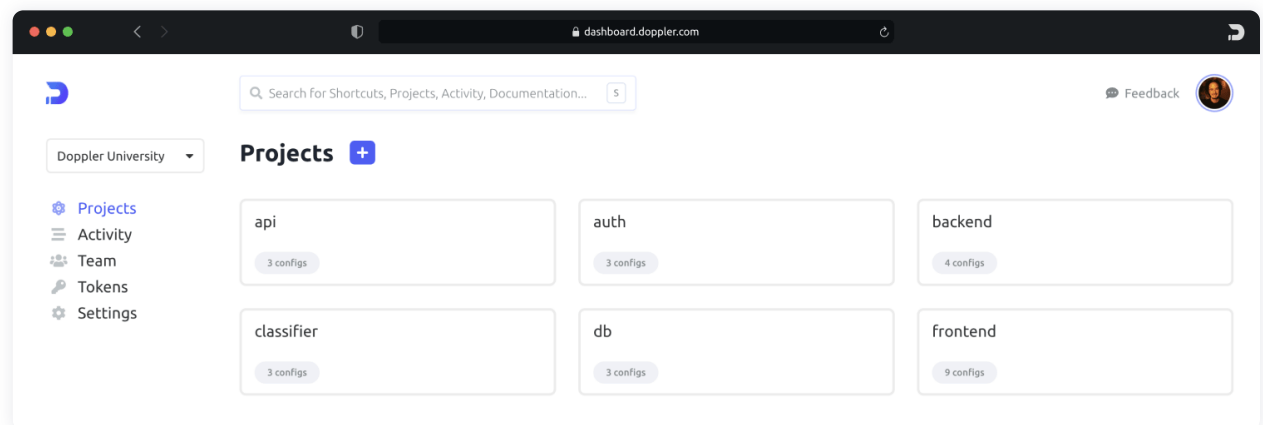 dashboard.doppler.com
Search for Shortcuts, Projects, Activity, Documentation... S
Feedback
Doppler University
Projects
Activity
Team
Tokens
Settings
Projects +
api
3 configs
auth
3 configs
backend
4 configs
classifier
3 configs
db
3 configs
frontend
9 configs